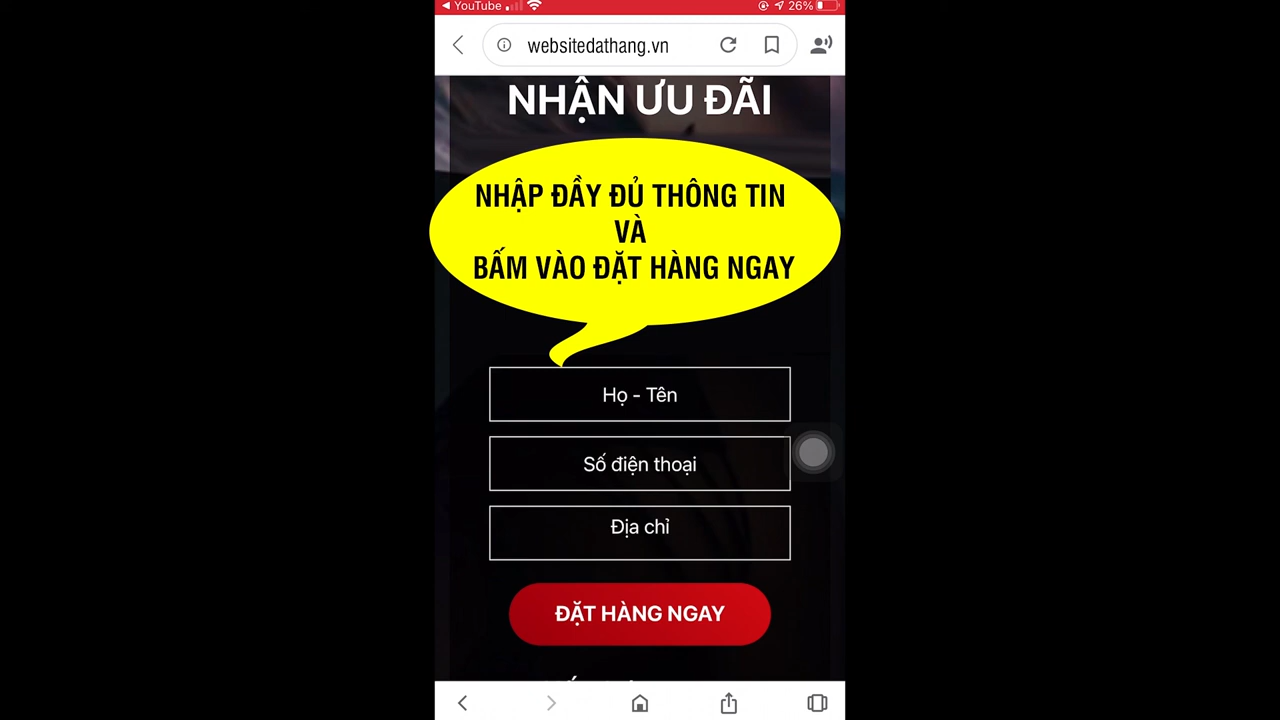 YouTube
26%
websitedathang.vn
NHẬN ƯU ĐÃI
NHẬP ĐẦY ĐỦ THÔNG TIN
VÀ
BẤM VÀO ĐẶT HÀNG NGAY
Họ - Tên
Số điện thoại
Địa chỉ
ĐẶT HÀNG NGAY